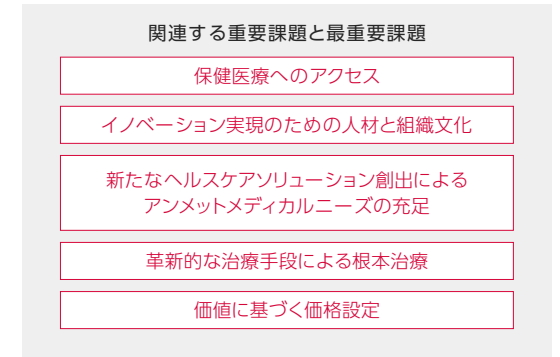 関連する重要課題と最重要課題
保健医療へのアクセス
イノベーション実現のための人材と組織文化
新たなヘルスケアソリューション創出による
アンメットメディカルニーズの充足
革新的な治療手段による根本治療
価値に基づく価格設定